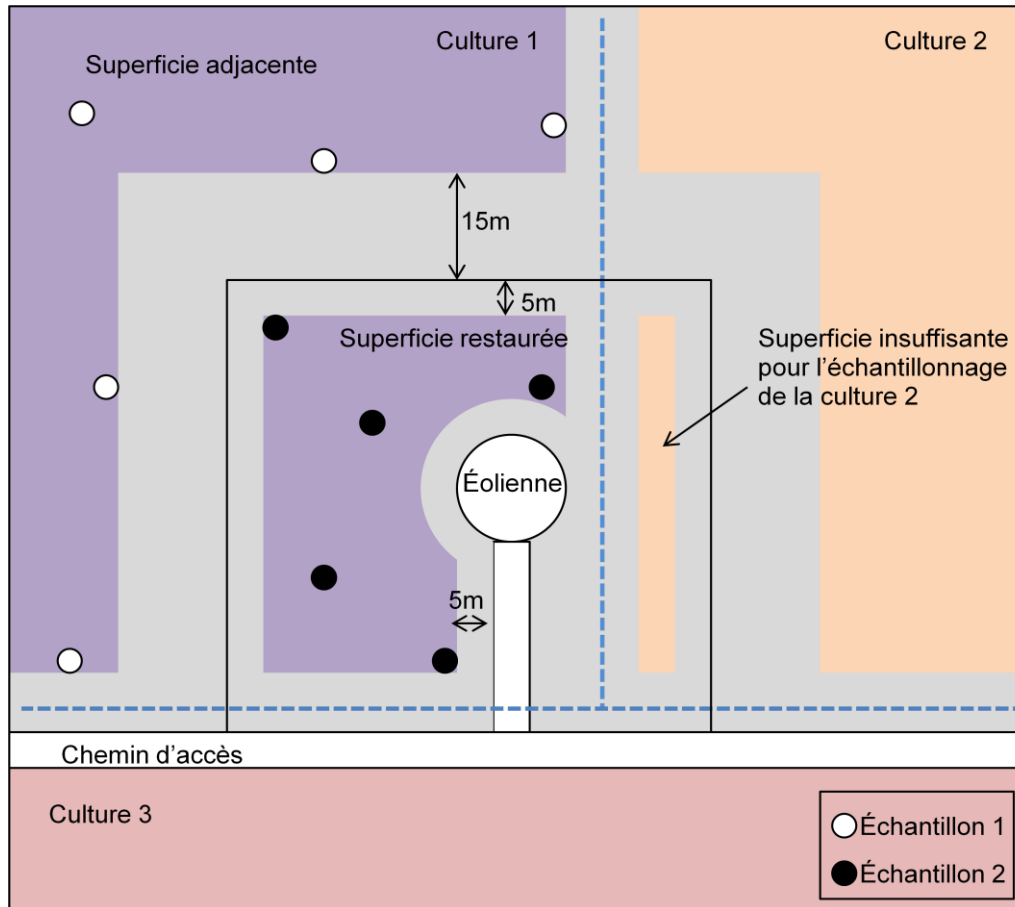 Culture 1
Culture 2
Superficie adjacente
15m
5m
Superficie restaurée
Superficie insuffisante
pour l'échantillonnage
de la culture 2
Éolienne
5m
Chemin d'accès
Culture 3
Échantillon 1
Échantillon 2